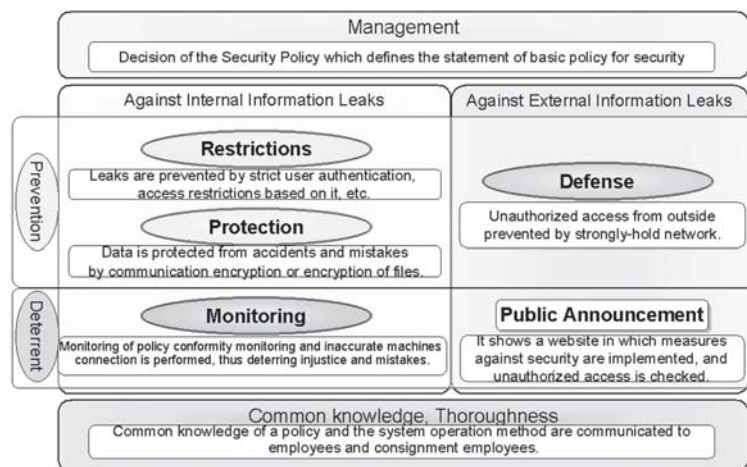 Management
Decision of the Security Policy which defines the statement of basic policy for security
Against Internal Information Leaks
Against External Information Leaks
Prevention
Restrictions
Leaks are prevented by strict user authentication,
access restrictions based on it, etc.
Protection
Data is protected from accidents and mistakes
by communication encryption or encryption of files.
Defense
Unauthorized access from outside
prevented by strongly-hold network.
Deterrent
Monitoring
Monitoring of policy conformity monitoring and inaccurate machines
connection is performed, thus deterring injustice and mistakes.
Public Announcement
It shows a website in which measures
against security are implemented, and
unauthorized access is checked.
Common knowledge, Thoroughness
Common knowledge of a policy and the system operation method are communicated to
employees and consignment employees.